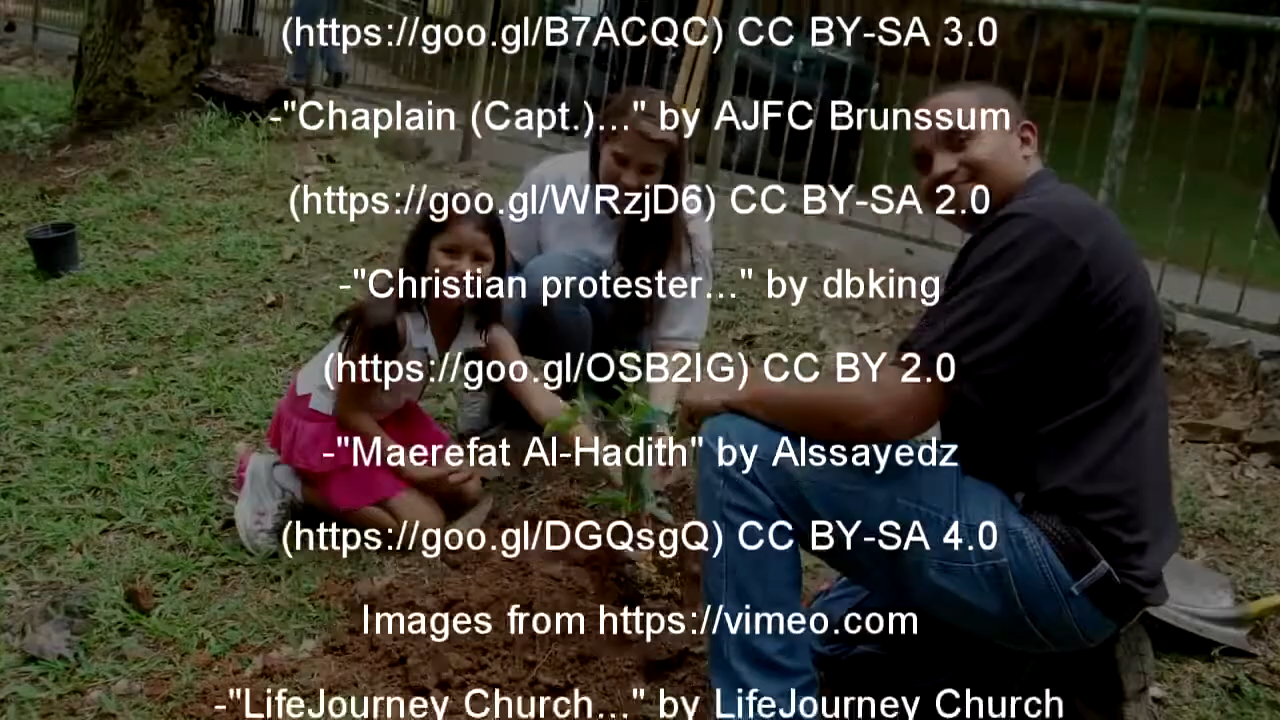 (https://goo.gl/B7ACQC) CC BY-SA 3.0
-"Chaplain (Capt.)..." by AJFC Brunssum
(https://goo.gl/WRzjD6) CC BY-SA 2.0
-"Christian protester..." by dbking
(https://goo.gl/OSB2IG) CC BY 2.0
-"Maerefat Al-Hadith" by Alssayedz
(https://goo.gl/DGQsgQ) CC BY-SA 4.0
Images from https://vimeo.com
-"LifeJourney Church..." by LifeJourney Church